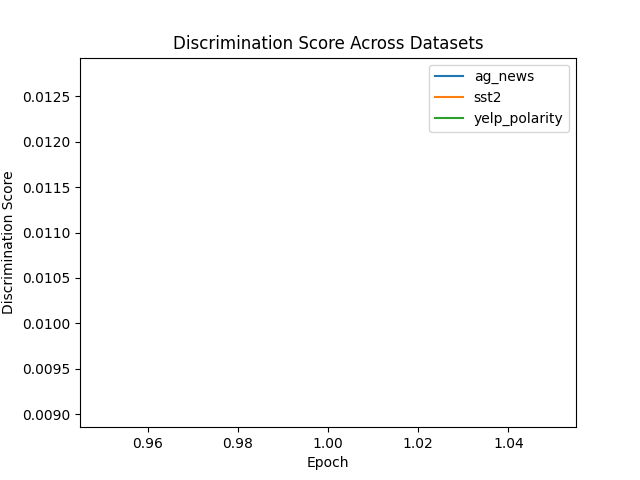 Discrimination Score Across Datasets
ag_news
sst2
yelp_polarity
Discrimination Score
0.0125
0.0120
0.0115
0.0110
0.0105
0.0100
0.0095
0.0090
0.96 0.98 1.00 1.02 1.04
Epoch